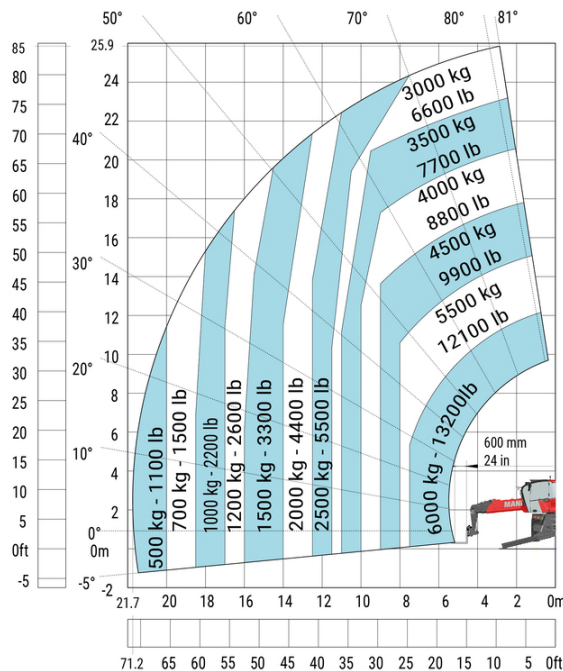 50° 60° 70° 80° 81°
85 25.9
80 24
75 22
70 20
65 18
60 16
55 14
50 12
45 10
40 8
35 6
30 4
25 2
20 0°
15 0m
10 -2
5
0ft
-5
40°
30°
20°
10°
-5°
3000 kg
6600 lb
3500 kg
7700 lb
4000 kg
8800 lb
4500 kg
9900 lb
5500 kg
12100 lb
6000 kg - 13200lb
500 kg - 1100 lb
700 kg - 1500 lb
1000 kg - 2200 lb
1200 kg - 2600 lb
1500 kg - 3300 lb
2000 kg - 4400 lb
2500 kg - 5500 lb
600 mm
24 in
MANI
21.7 20 18 16 14 12 10 8 6 4 2 0m
71.2 65 60 55 50 45 40 35 30 25 20 15 10 5 0ft